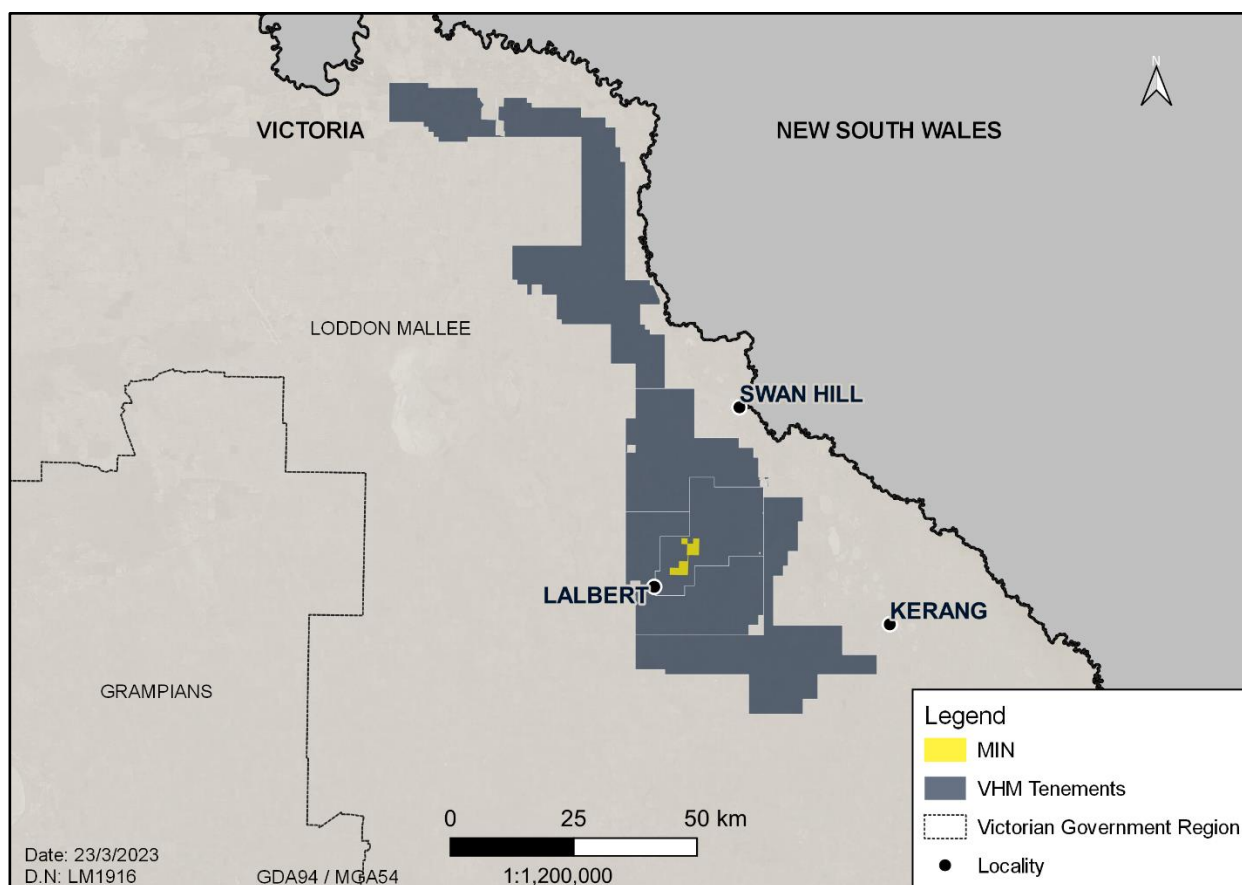 N
VICTORIA
NEW SOUTH WALES
LODDON MALLEE
SWAN HILL
LALBERT
KERANG
GRAMPIANS
Legend
MIN
VHM Tenements
Victorian Government Region
Locality
0 25 50 km
1:1,200,000
Date: 23/3/2023
D.N: LM1916
GDA94 / MGA54